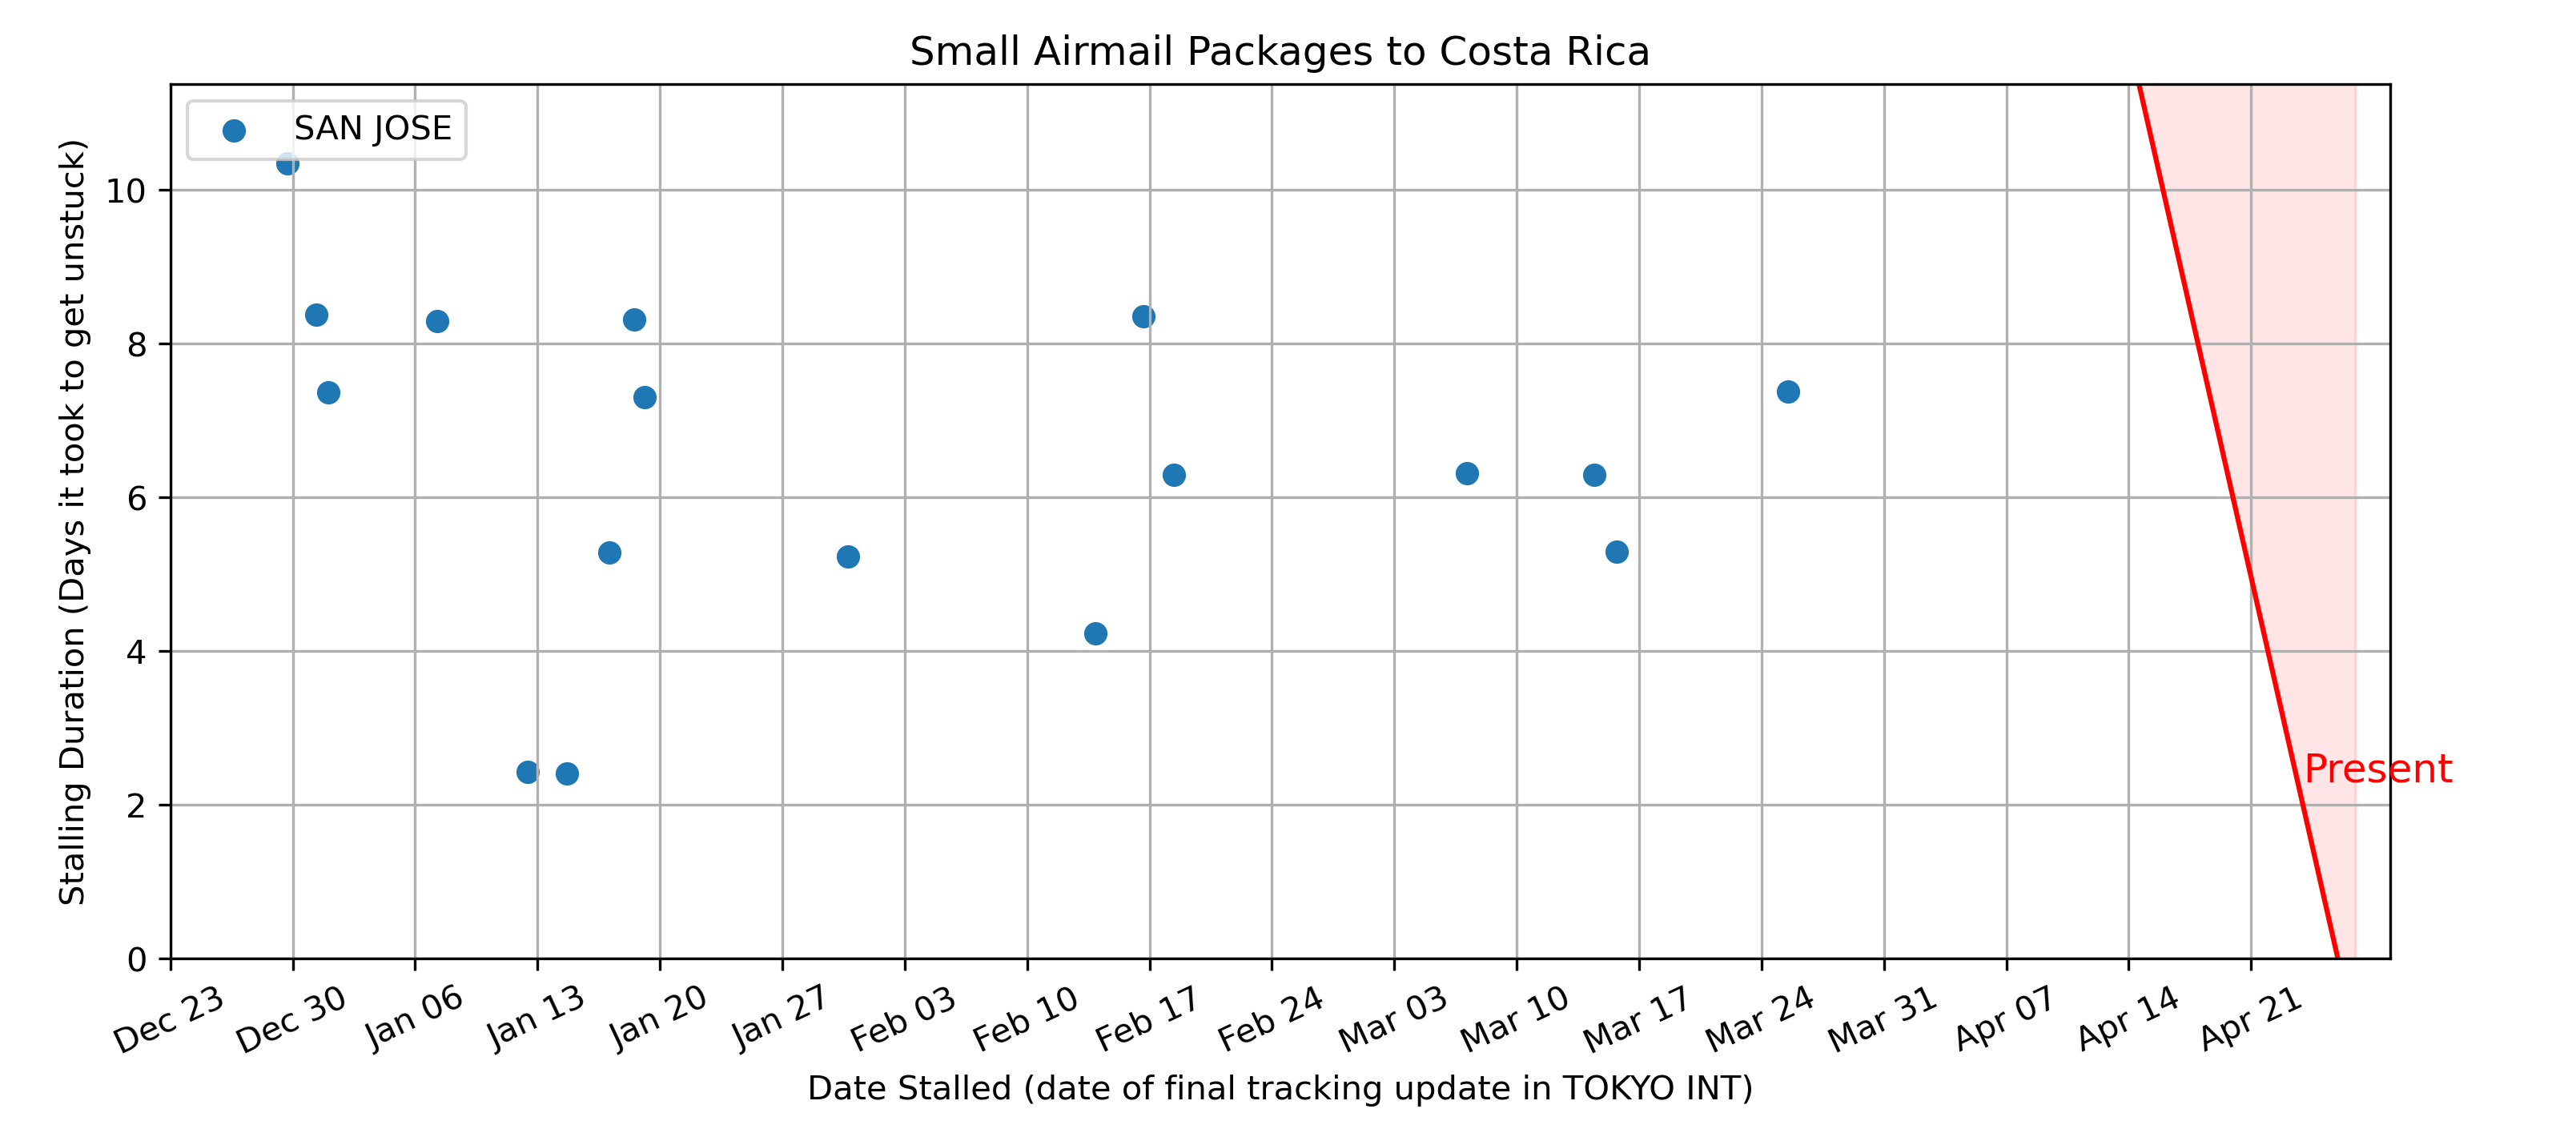 Small Airmail Packages to Costa Rica
SAN JOSE
Stalling Duration (Days it took to get unstuck)
10
8
6
4
2
0
Present
Dec 23
Dec 30
Jan 06
Jan 13
Jan 20
Jan 27
Feb 03
Feb 10
Feb 17
Feb 24
Mar 03
Mar 10
Mar 17
Mar 24
Mar 31
Apr 07
Apr 14
Apr 21
Date Stalled (date of final tracking update in TOKYO INT)